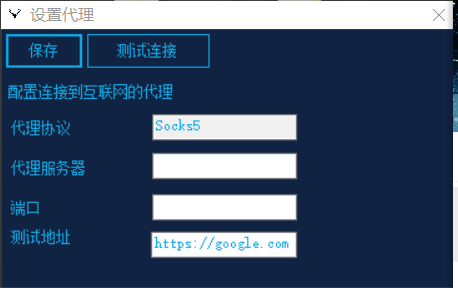 设置代理
保存 测试连接
配置连接到互联网的代理
代理协议 Socks5
代理服务器
端口
测试地址 https://google.com